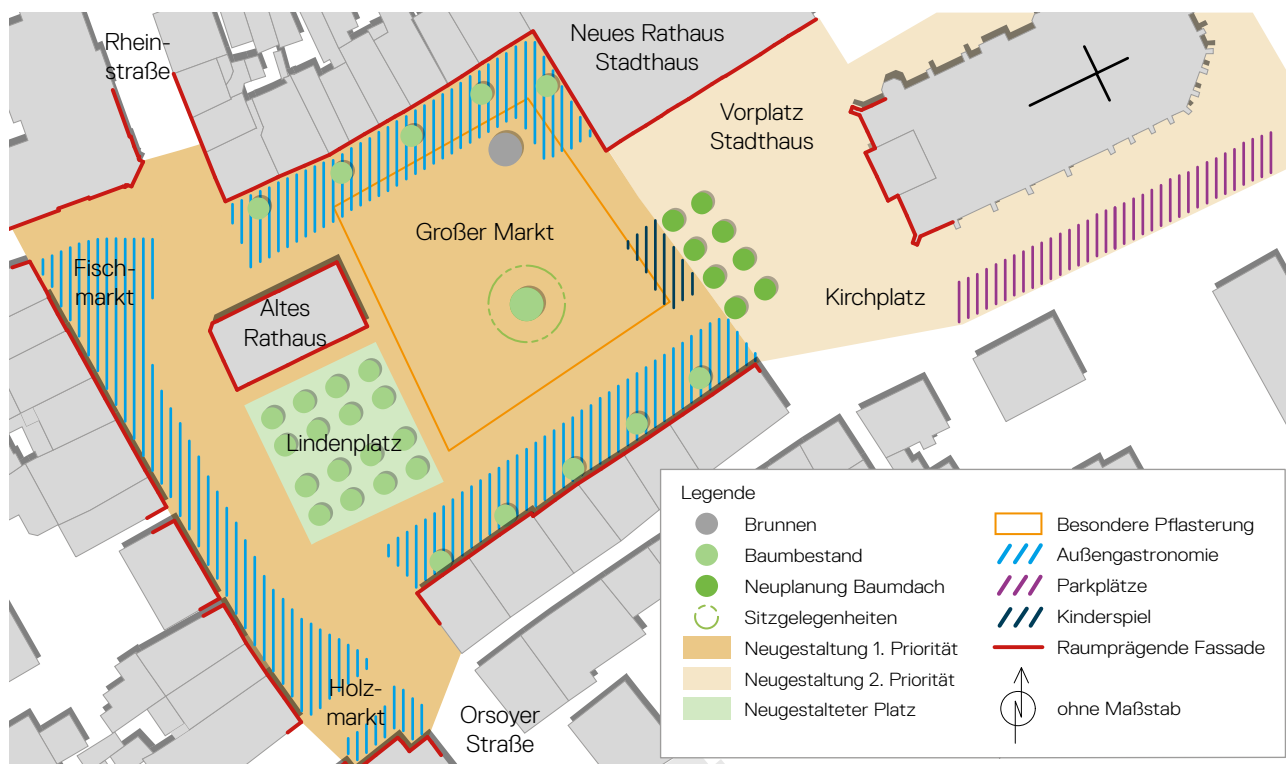 Rhein-
straße
Neues Rathaus
Stadthaus
Vorplatz
Stadthaus
Großer Markt
Fisch-
markt
Altes
Rathaus
Kirchplatz
Lindenplatz
Holz-
markt
Orsoyer
Straße
Legende
Brunnen
Baumbestand
Neuplanung Baumdach
Sitzgelegenheiten
Neugestaltung 1. Priorität
Neugestaltung 2. Priorität
Neugestalteter Platz
Besondere Pflasterung
Außengastronomie
Parkplätze
Kinderspiel
Raumprägende Fassade
N
ohne Maßstab